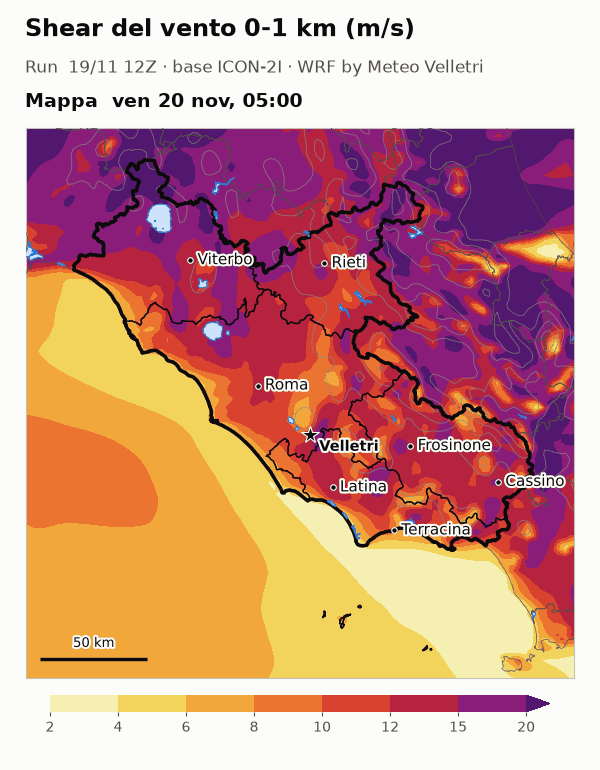 Shear del vento 0-1 km (m/s)
Run  19/11 12Z · base ICON-2I · WRF by Meteo Velletri
Mappa  ven 20 nov, 05:00
Viterbo
Rieti
Roma
Velletri
Frosinone
Latina
Cassino
Terracina
50 km
2 4 6 8 10 12 15 20